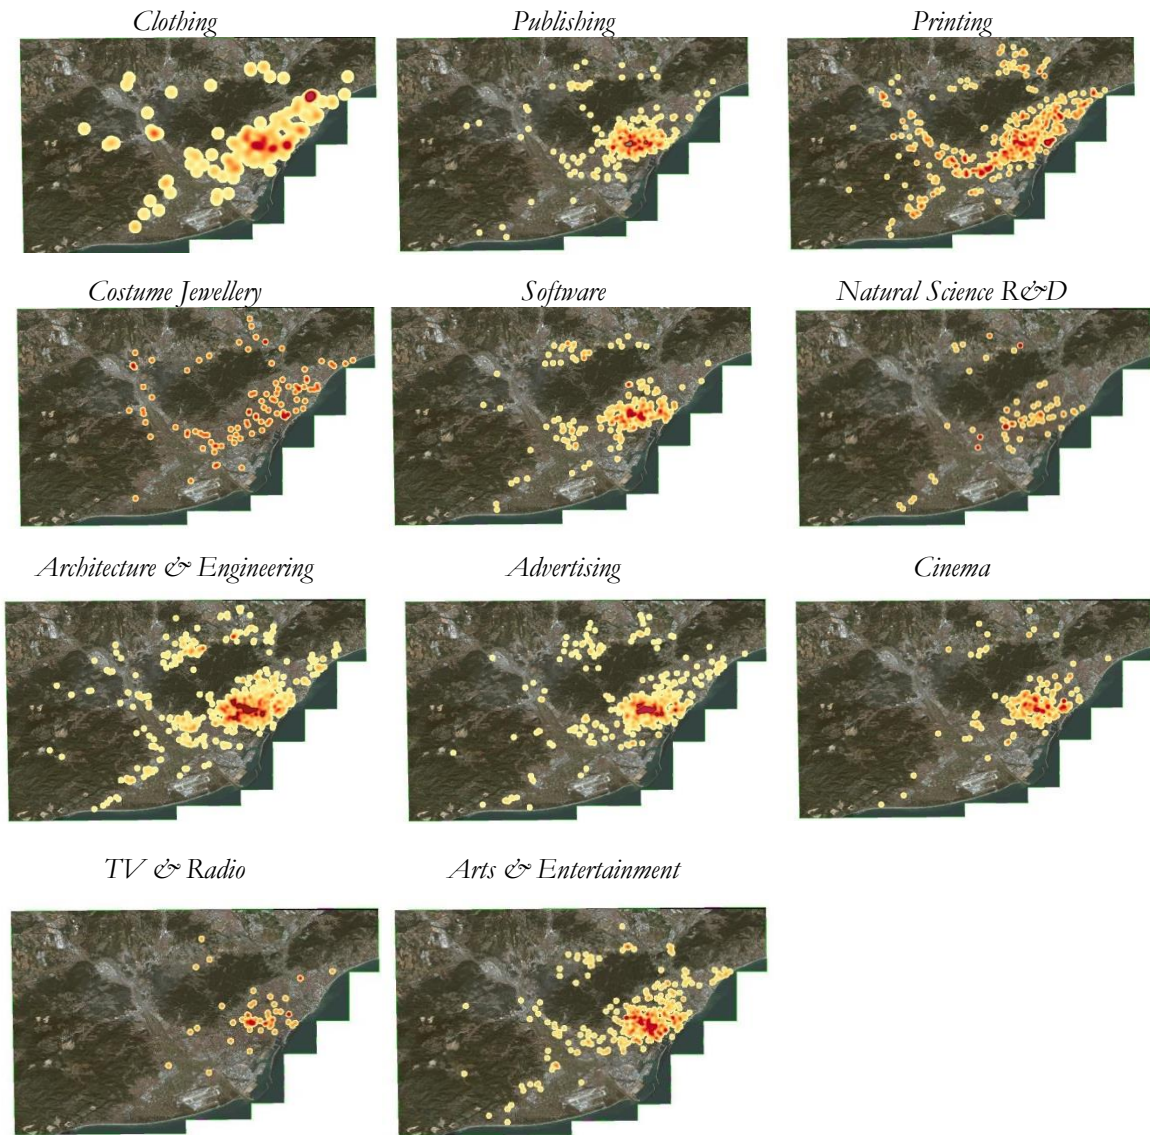 Clothing
Publishing
Printing
Costume Jewellery
Software
Natural Science R&D
Architecture & Engineering
Advertising
Cinema
TV & Radio
Arts & Entertainment